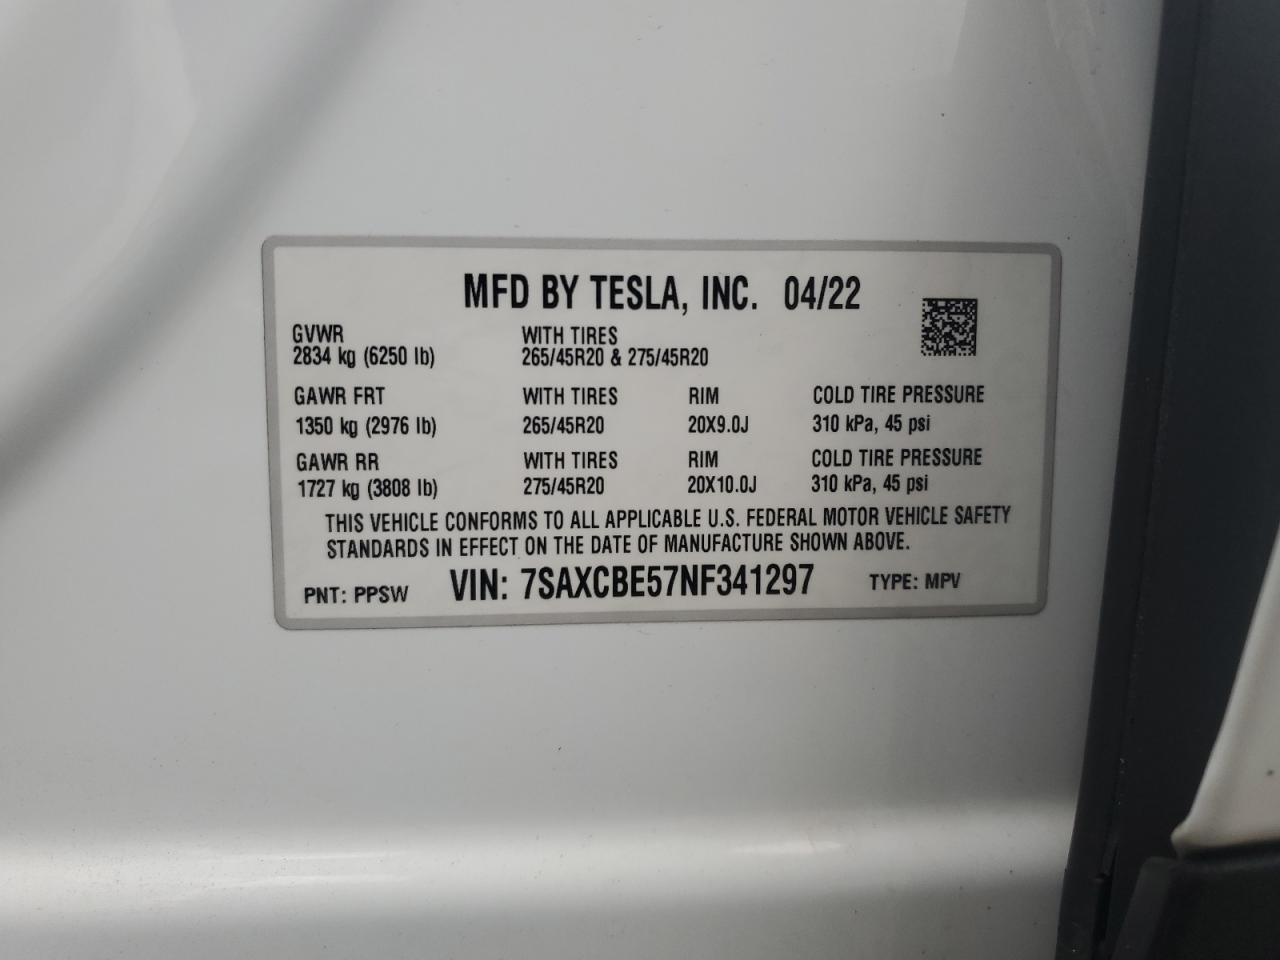 MFD BY TESLA, INC. 04/22
GVWR WITH TIRES
2834 kg (6250 lb) 265/45R20 & 275/45R20
GAWR FRT WITH TIRES RIM COLD TIRE PRESSURE
1350 kg (2976 lb) 265/45R20 20X9.0J 310 kPa, 45 psi
GAWR RR WITH TIRES RIM COLD TIRE PRESSURE
1727 kg (3808 lb) 275/45R20 20X10.0J 310 kPa, 45 psi
THIS VEHICLE CONFORMS TO ALL APPLICABLE U.S. FEDERAL MOTOR VEHICLE SAFETY
STANDARDS IN EFFECT ON THE DATE OF MANUFACTURE SHOWN ABOVE.
PNT: PPSW VIN: 7SAXCBE57NF341297 TYPE: MPV